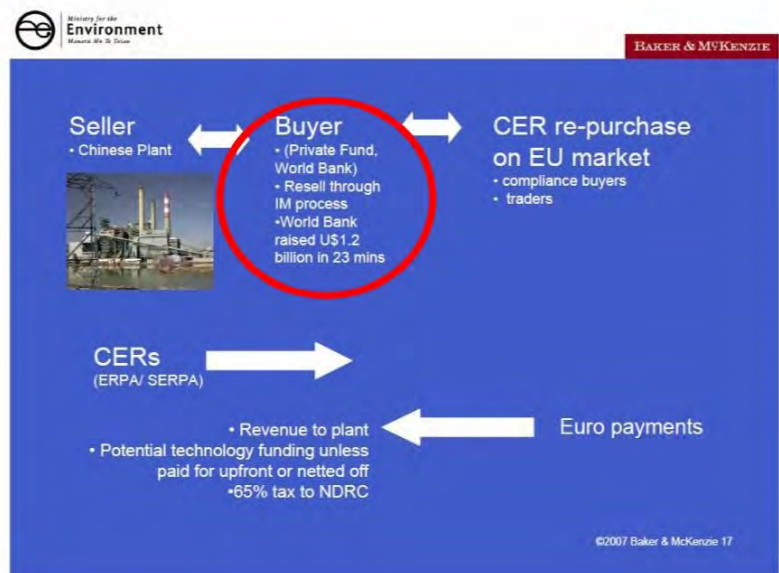 Ministry for the
Environment
Manatū Mō Te Taiao
BAKER & MCKENZIE
Seller
• Chinese Plant
Buyer
• (Private Fund,
World Bank)
• Resell through
IM process
•World Bank
raised U$1.2
billion in 23 mins
CER re-purchase
on EU market
• compliance buyers
• traders
CERs
(ERPA/ SERPA)
• Revenue to plant
• Potential technology funding unless
paid for upfront or netted off
•65% tax to NDRC
Euro payments
©2007 Baker & McKenzie 17